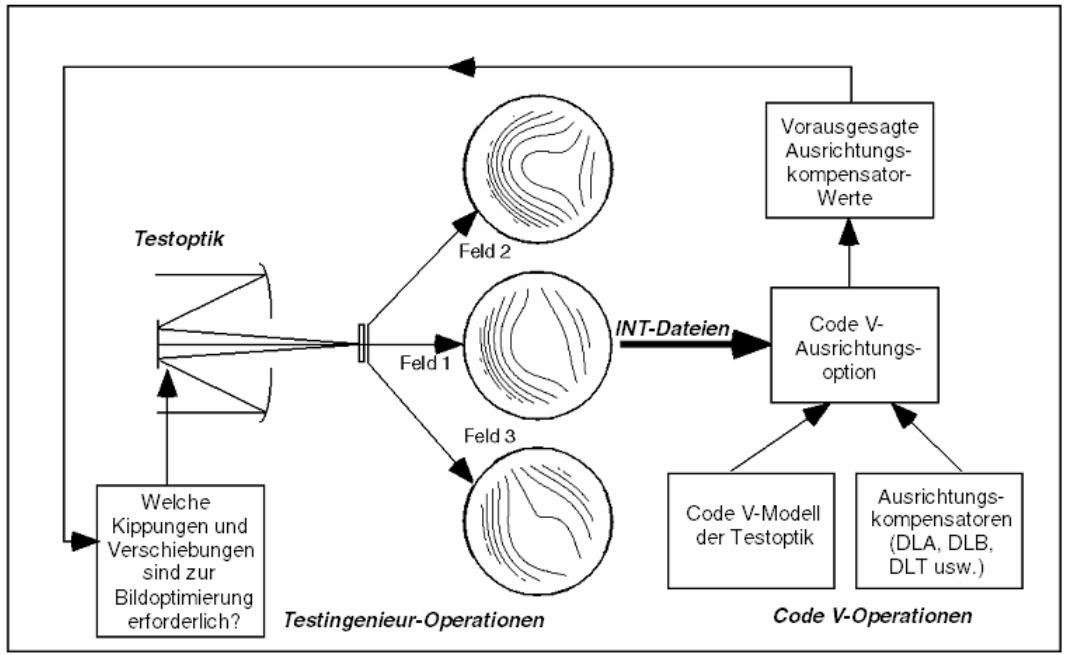 Vorausgesagte
Ausrichtungs-
kompensator-
Werte
Testoptik
Feld 2
Feld 1
INT-Dateien
Code V-
Ausrichtungs-
option
Feld 3
Welche
Kippungen und
Verschiebungen
sind zur
Bildoptimierung
erforderlich?
Code V-Modell
der Testoptik
Ausrichtungs-
kompensatoren
(DLA, DLB,
DLT usw.)
Testingenieur-Operationen
Code V-Operationen